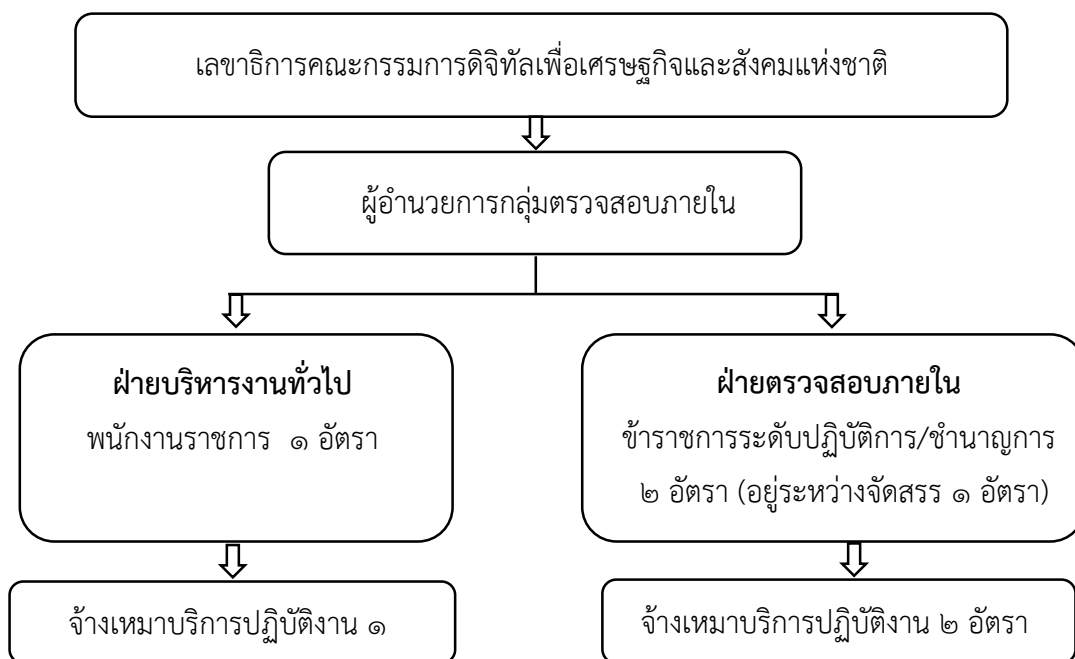 เลขาธิการคณะกรรมการดิจิทัลเพื่อเศรษฐกิจและสังคมแห่งชาติ
ผู้อำนวยการกลุ่มตรวจสอบภายใน
ฝ่ายบริหารงานทั่วไป
พนักงานราชการ ๑ อัตรา
ฝ่ายตรวจสอบภายใน
ข้าราชการระดับปฏิบัติการ/ชำนาญการ
๒ อัตรา (อยู่ระหว่างจัดสรร ๑ อัตรา)
จ้างเหมาบริการปฏิบัติงาน ๑
จ้างเหมาบริการปฏิบัติงาน ๒ อัตรา